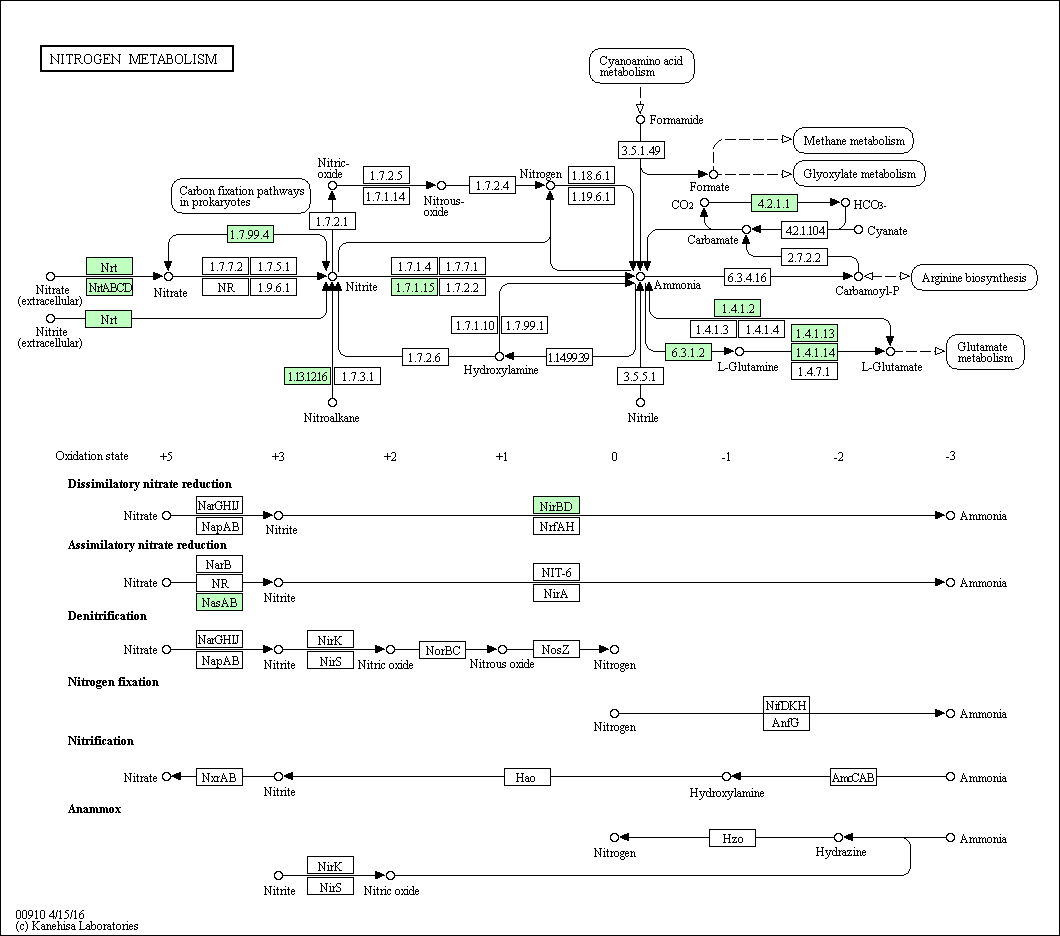 NITROGEN METABOLISM
Cyanoamino acid
metabolism
Formamide
3.5.1.49
Methane metabolism
Glyoxylate metabolism
Formate
Nitric-
oxide
1.7.2.5
1.7.1.14
Nitrous-
oxide
1.7.2.4
Nitrogen
1.18.6.1
1.19.6.1
Carbon fixation pathways
in prokaryotes
1.7.2.1
CO2
4.2.1.1
HCO3-
Carbamate
4.2.1.104
Cyanate
1.7.99.4
2.7.2.2
Nrt
NrtABCD
Nitrate
(extracellular)
Nitrate
1.7.7.2
1.7.5.1
NR
1.9.6.1
Nitrite
1.7.1.4
1.7.7.1
1.7.1.15
1.7.2.2
Ammonia
6.3.4.16
Carbamoyl-P
Arginine biosynthesis
Nitrite
(extracellular)
Nrt
1.7.1.10
1.7.99.1
1.4.1.2
1.4.1.3
1.4.1.4
1.4.1.13
1.4.1.14
1.4.7.1
1.7.2.6
Hydroxylamine
1.14.99.39
6.3.1.2
L-Glutamine
L-Glutamate
Glutamate
metabolism
1.13.12.16
1.7.3.1
3.5.5.1
Nitroalkane
Nitrile
Oxidation state +5 +3 +2 +1 0 -1 -2 -3
Dissimilatory nitrate reduction
Nitrate
NarGHIJ
NapAB
Nitrite
NirBD
NrfAH
Ammonia
Assimilatory nitrate reduction
Nitrate
NarB
NR
NasAB
Nitrite
NIT-6
NirA
Ammonia
Denitrification
Nitrate
NarGHIJ
NapAB
Nitrite
NirK
NirS
Nitric oxide
NorBC
Nitrous oxide
NosZ
Nitrogen
Nitrogen fixation
Nitrogen
NifDKH
AnfG
Ammonia
Nitrification
Nitrate
NxrAB
Nitrite
Hao
Hydroxylamine
AmoCAB
Ammonia
Anammox
Nitrogen
Hzo
Hydrazine
Ammonia
Nitrite
NirK
NirS
Nitric oxide
00910 4/15/16
(c) Kanehisa Laboratories